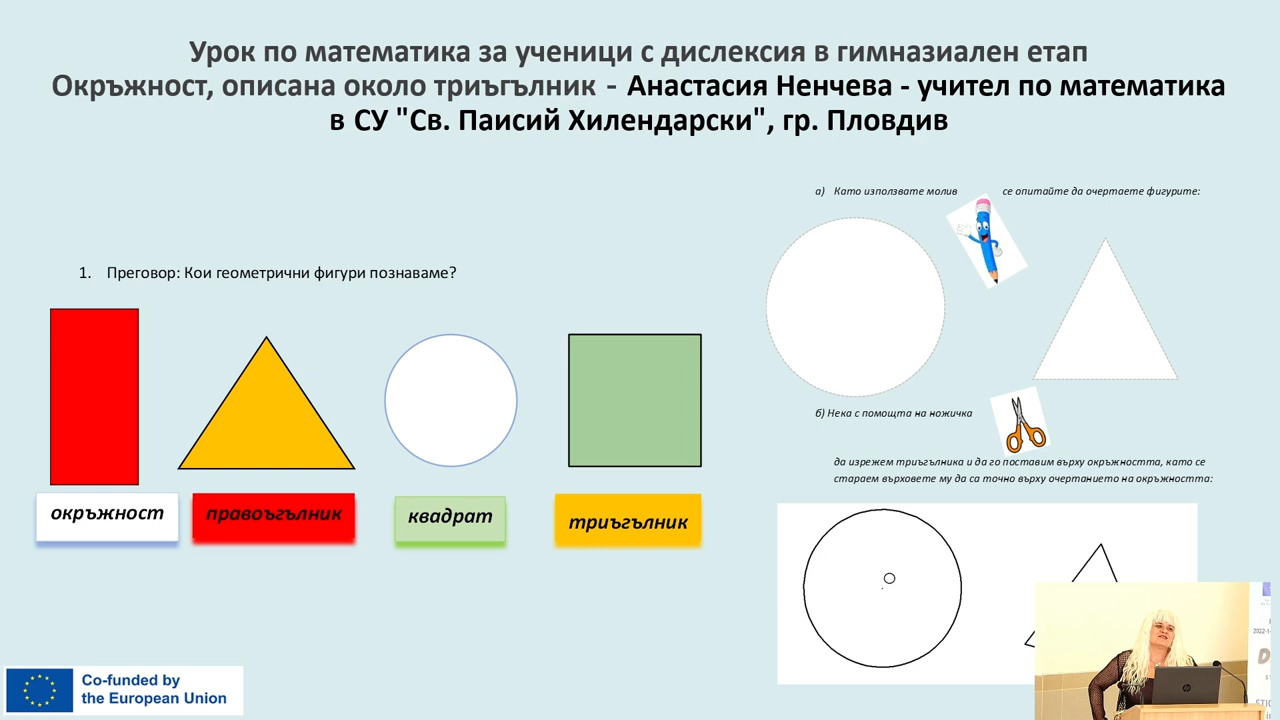 Урок по математика за ученици с дислексия в гимназиален етап
Окръжност, описана около триъгълник - Анастасия Ненчева - учител по математика
в СУ "Св. Паисий Хилендарски", гр. Пловдив
1. Преговор: Кои геометрични фигури познаваме?
окръжност
правоъгълник
квадрат
триъгълник
а) Като използвате молив се опитайте да очертаете фигурите:
б) Нека с помощта на ножичка
да изрежем триъгълника и да го поставим върху окръжността, като се
стараем върховете му да са точно върху очертанието на окръжността:
Co-funded by
the European Union
hp